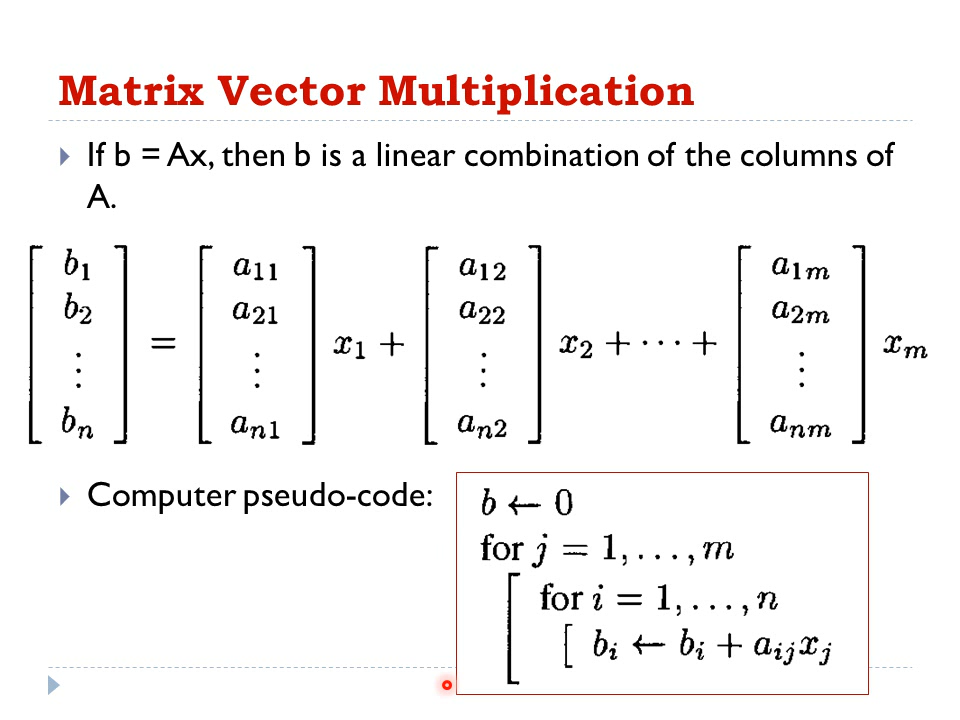 Matrix Vector Multiplication
If b = Ax, then b is a linear combination of the columns of
A.
[b₁ b₂ ⋮ bₙ] = [a₁₁ a₂₁ ⋮ aₙ₁] x₁ + [a₁₂ a₂₂ ⋮ aₙ₂] x₂ + ··· + [a₁ₘ a₂ₘ ⋮ aₙₘ] xₘ
Computer pseudo-code:
b ← 0
for j = 1, . . . , m
for i = 1, . . . , n
bᵢ ← bᵢ + aᵢⱼxⱼ